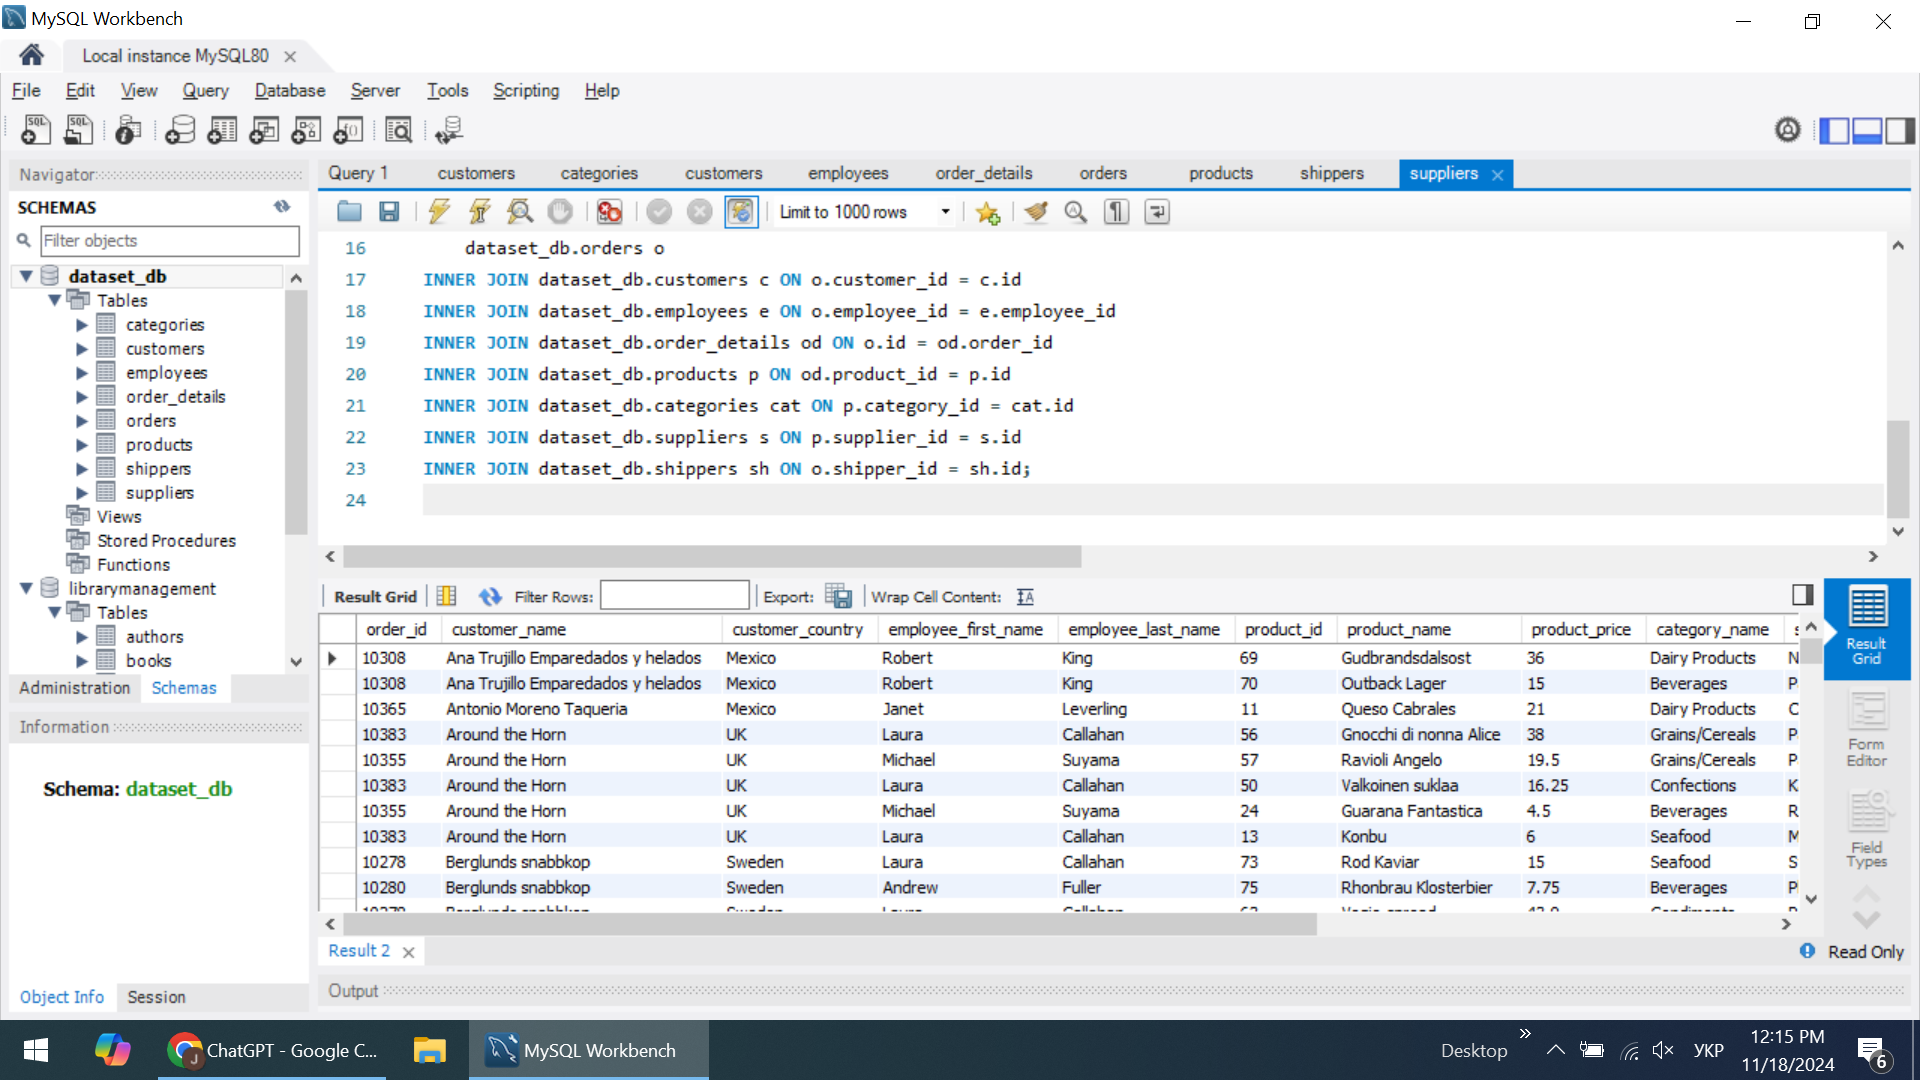 MySQL Workbench
Local instance MySQL80
File Edit View Query Database Server Tools Scripting Help
Navigator
SCHEMAS
Filter objects
dataset_db
Tables
categories
customers
employees
order_details
orders
products
shippers
suppliers
Views
Stored Procedures
Functions
librarymanagement
Tables
authors
books
Administration Schemas
Information
Schema: dataset_db
Object Info Session
Query 1 customers categories customers employees order_details orders products shippers suppliers
Limit to 1000 rows
16 dataset_db.orders o
17 INNER JOIN dataset_db.customers c ON o.customer_id = c.id
18 INNER JOIN dataset_db.employees e ON o.employee_id = e.employee_id
19 INNER JOIN dataset_db.order_details od ON o.id = od.order_id
20 INNER JOIN dataset_db.products p ON od.product_id = p.id
21 INNER JOIN dataset_db.categories cat ON p.category_id = cat.id
22 INNER JOIN dataset_db.suppliers s ON p.supplier_id = s.id
23 INNER JOIN dataset_db.shippers sh ON o.shipper_id = sh.id;
24
Result Grid Filter Rows: Export: Wrap Cell Content:
order_id customer_name customer_country employee_first_name employee_last_name product_id product_name product_price category_name
10308 Ana Trujillo Emparedados y helados Mexico Robert King 69 Gudbrandsdalsost 36 Dairy Products
10308 Ana Trujillo Emparedados y helados Mexico Robert King 70 Outback Lager 15 Beverages
10365 Antonio Moreno Taqueria Mexico Janet Leverling 11 Queso Cabrales 21 Dairy Products
10383 Around the Horn UK Laura Callahan 56 Gnocchi di nonna Alice 38 Grains/Cereals
10355 Around the Horn UK Michael Suyama 57 Ravioli Angelo 19.5 Grains/Cereals
10383 Around the Horn UK Laura Callahan 50 Valkoinen suklaa 16.25 Confections
10355 Around the Horn UK Michael Suyama 24 Guarana Fantastica 4.5 Beverages
10383 Around the Horn UK Laura Callahan 13 Konbu 6 Seafood
10278 Berglunds snabbkop Sweden Laura Callahan 73 Rod Kaviar 15 Seafood
10280 Berglunds snabbkop Sweden Andrew Fuller 75 Rhonbrau Klosterbier 7.75 Beverages
Result Grid
Form Editor
Field Types
Result 2
Read Only
Output
ChatGPT - Google C...
MySQL Workbench
Desktop
УКР
12:15 PM
11/18/2024
6